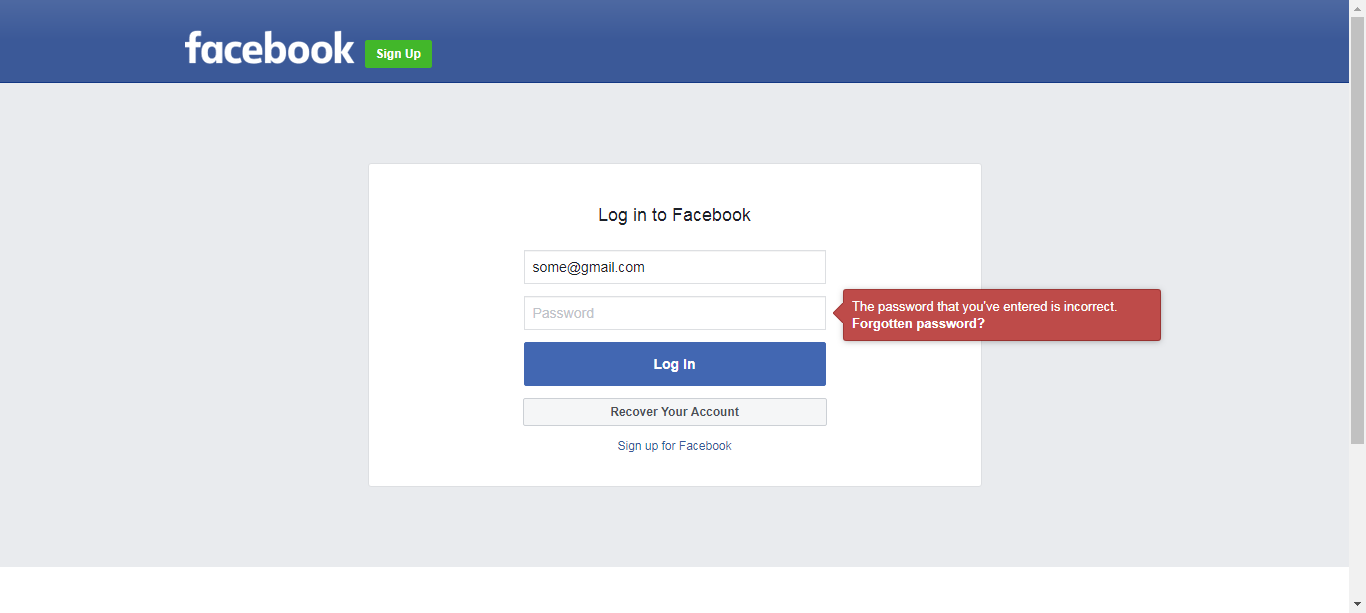 facebook
Sign Up
Log in to Facebook
some@gmail.com
Password
The password that you've entered is incorrect.
Forgotten password?
Log In
Recover Your Account
Sign up for Facebook